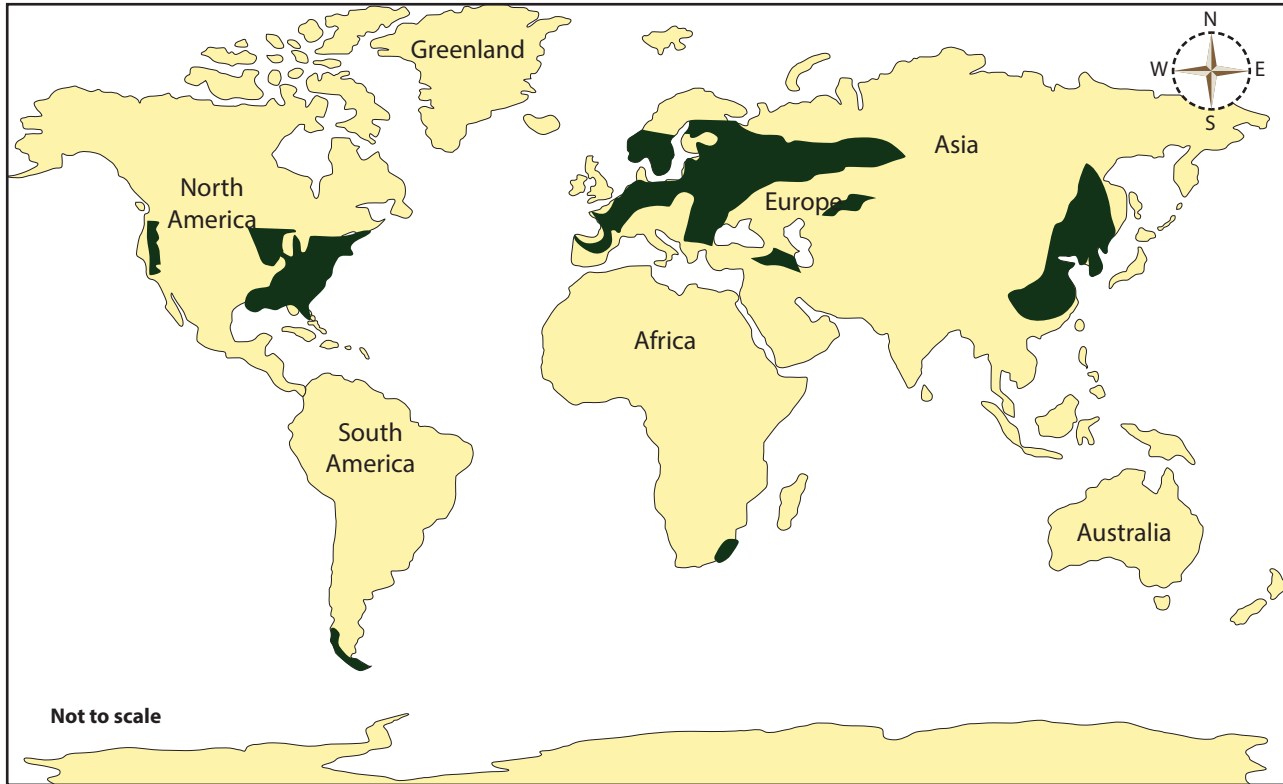 Greenland
N
W
E
S
Asia
North
America
Europe
Africa
South
America
Australia
Not to scale